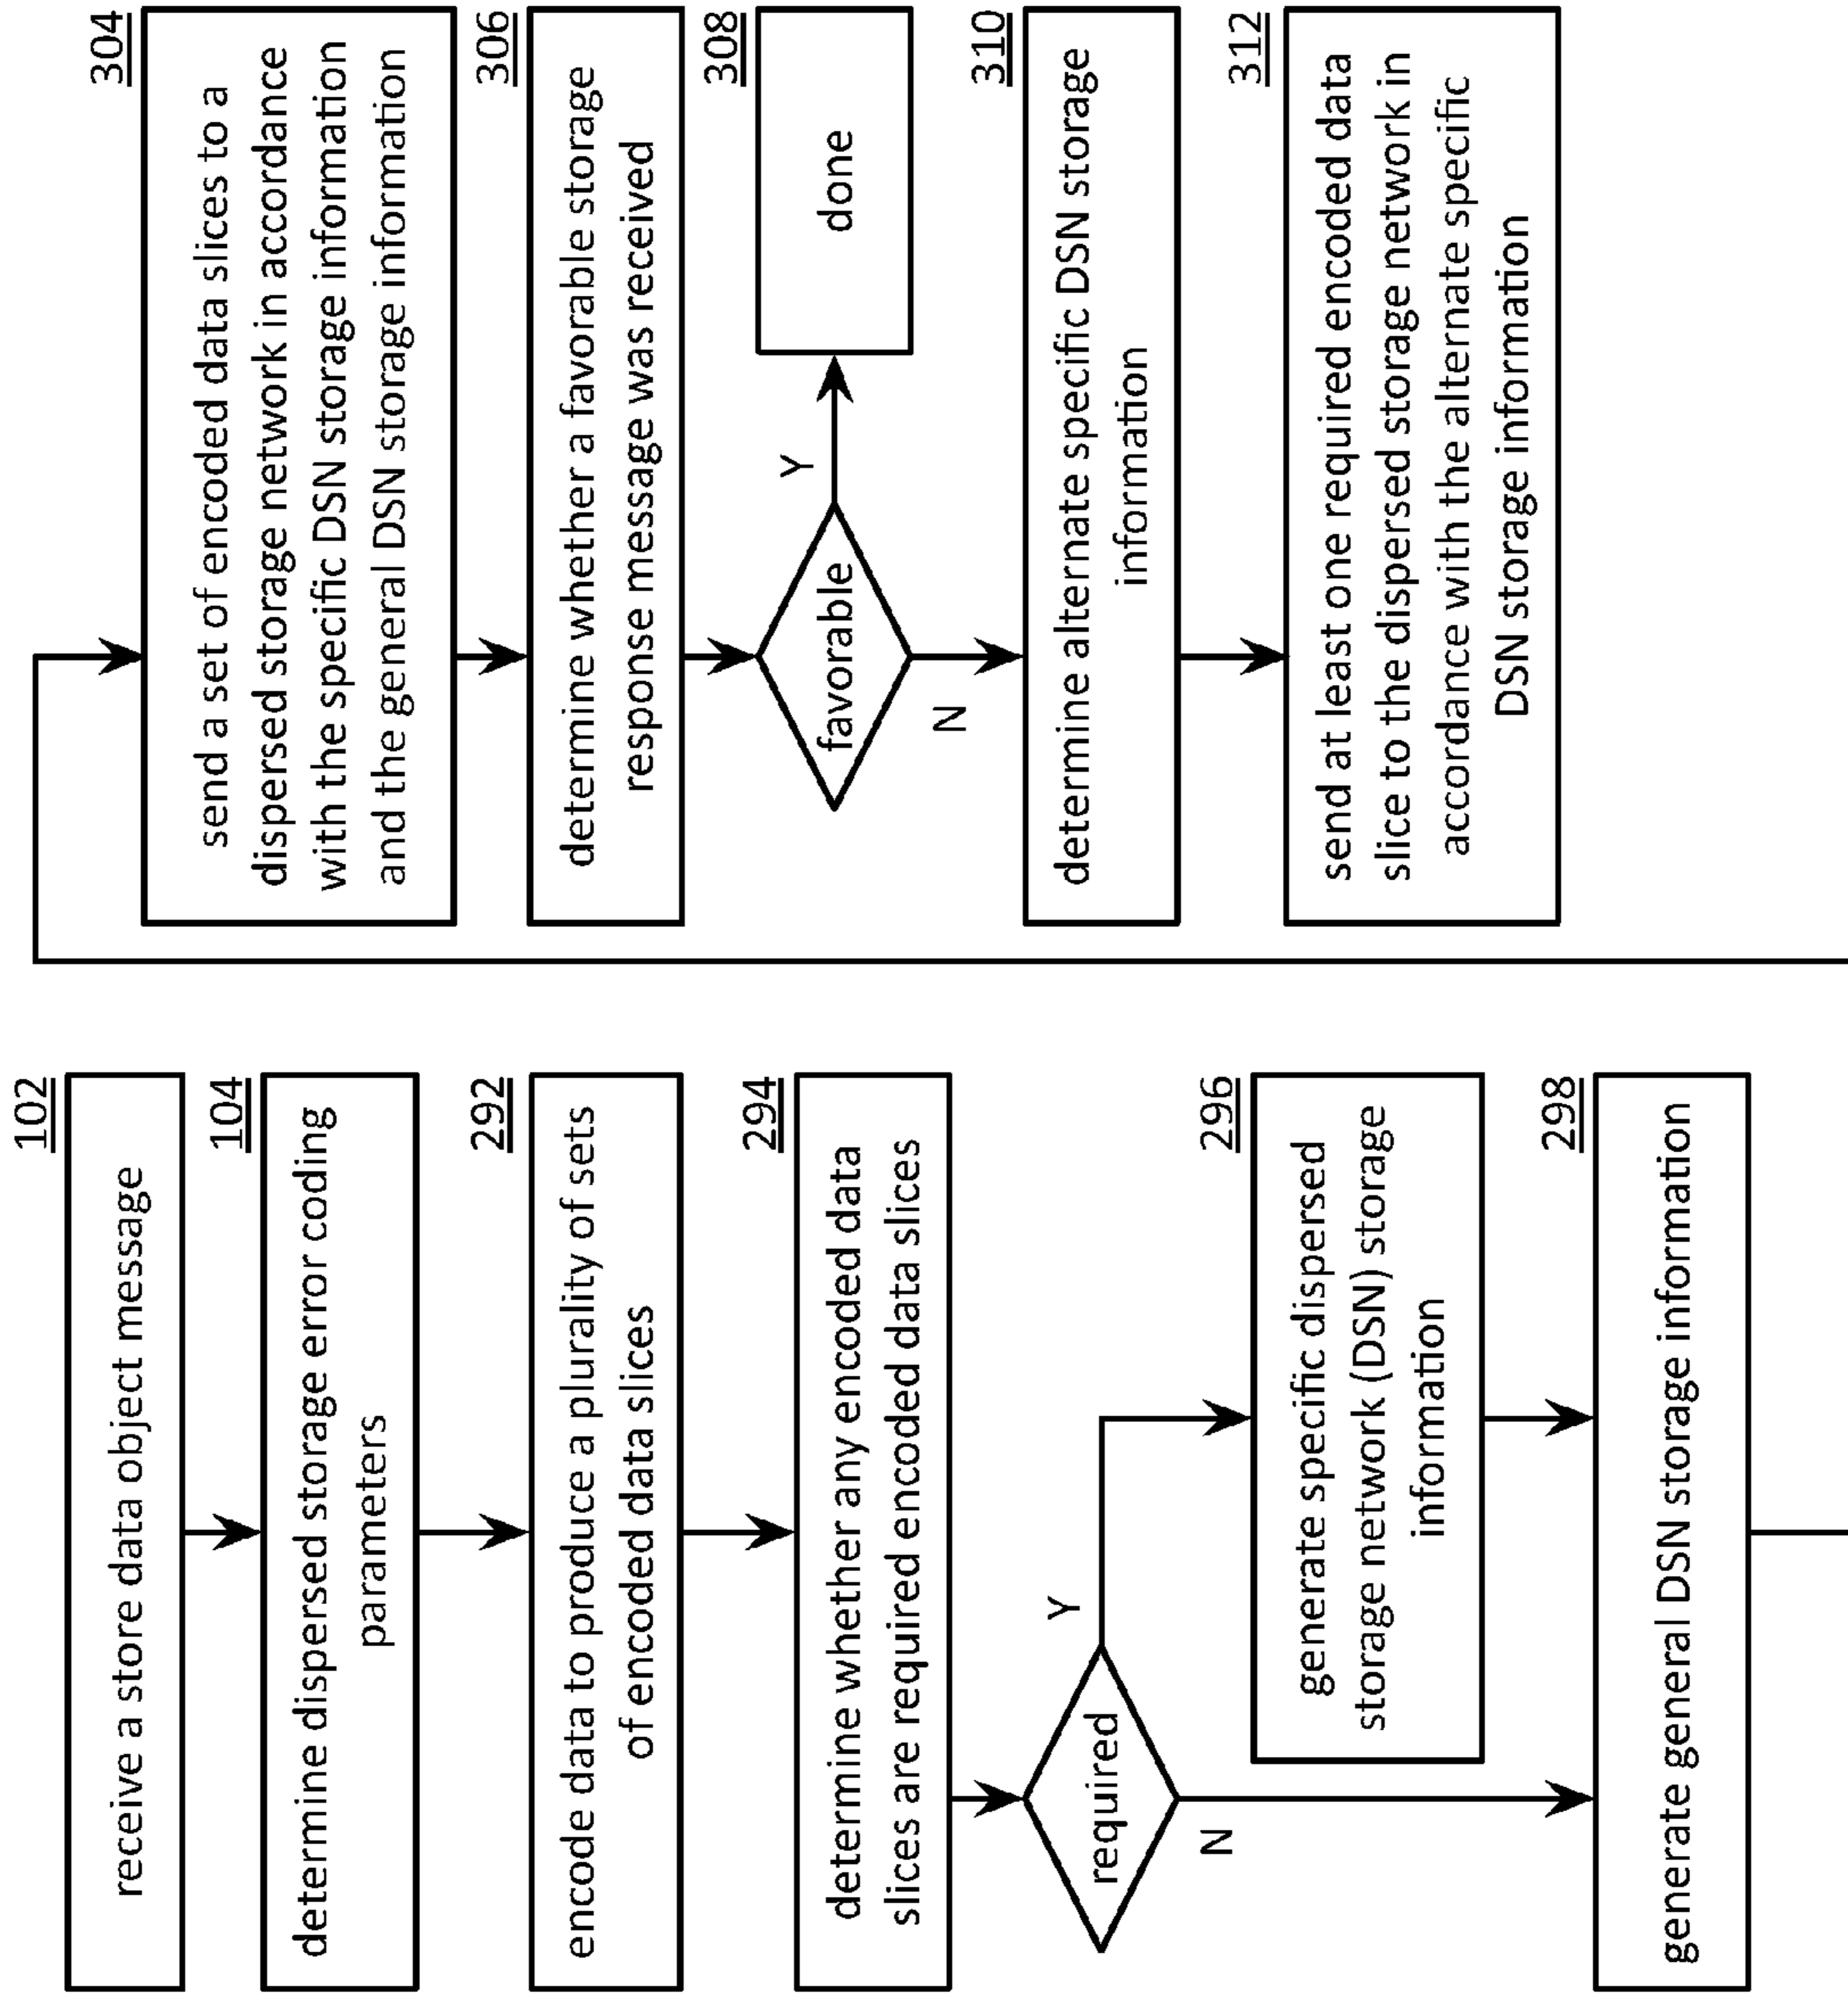 102
receive a store data object message
104
determine dispersed storage error coding
parameters
292
encode data to produce a plurality of sets
of encoded data slices
294
determine whether any encoded data
slices are required encoded data slices
required
Y
N
296
generate specific dispersed
storage network (DSN) storage
information
298
generate general DSN storage information
304
send a set of encoded data slices to a
dispersed storage network in accordance
with the specific DSN storage information
and the general DSN storage information
306
determine whether a favorable storage
response message was received
favorable
Y
N
308
done
310
determine alternate specific DSN storage
information
312
send at least one required encoded data
slice to the dispersed storage network in
accordance with the alternate specific
DSN storage information